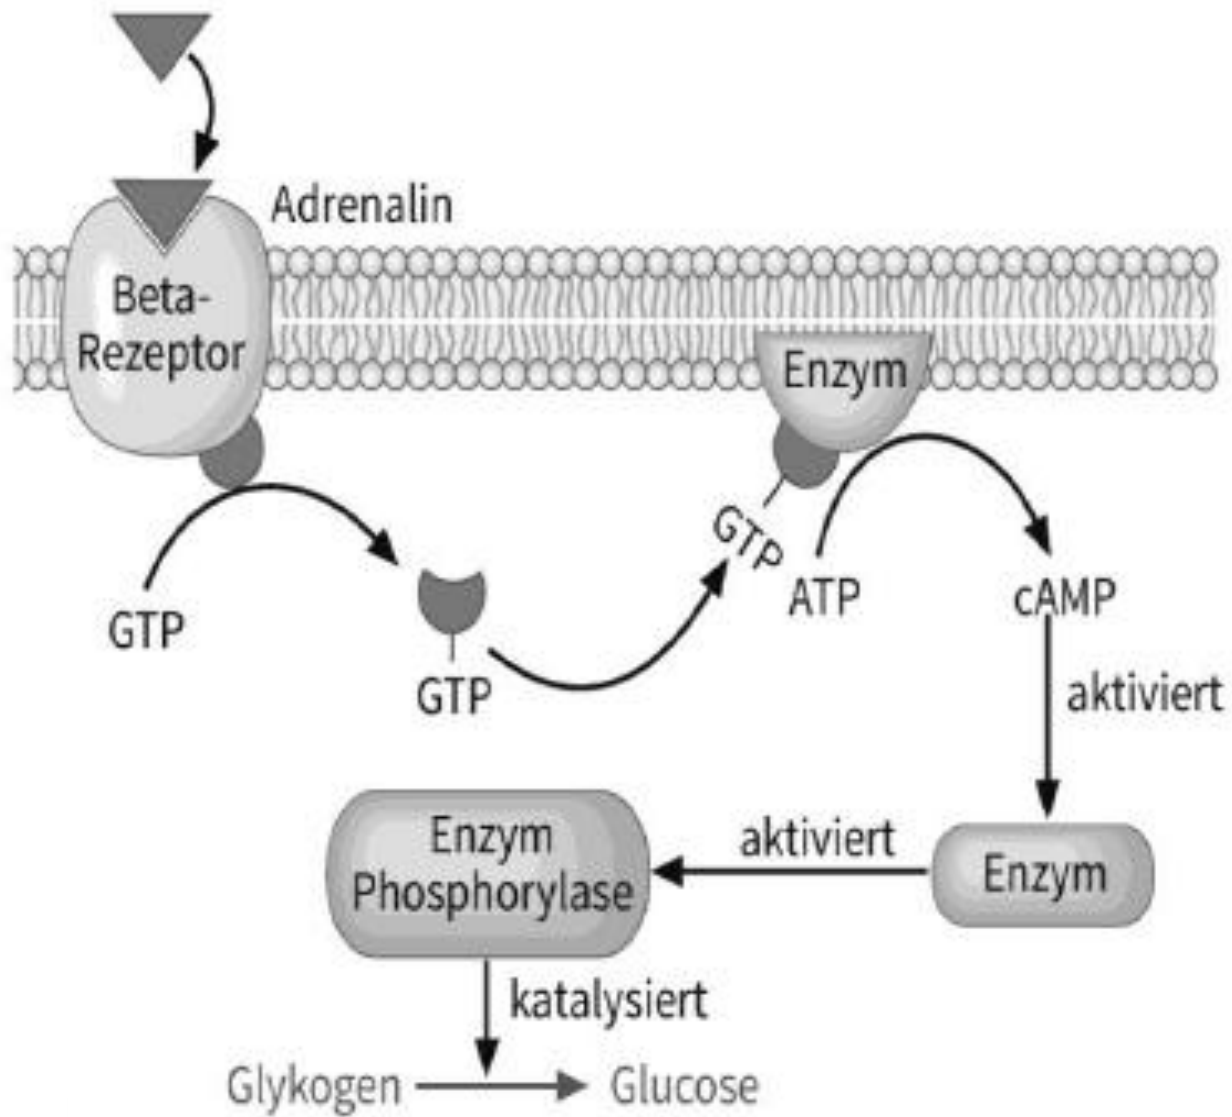 Adrenalin
Beta-
Rezeptor
Enzym
GTP
GTP
GTP
ATP
cAMP
aktiviert
Enzym
Phosphorylase
aktiviert
Enzym
katalysiert
Glykogen
Glucose